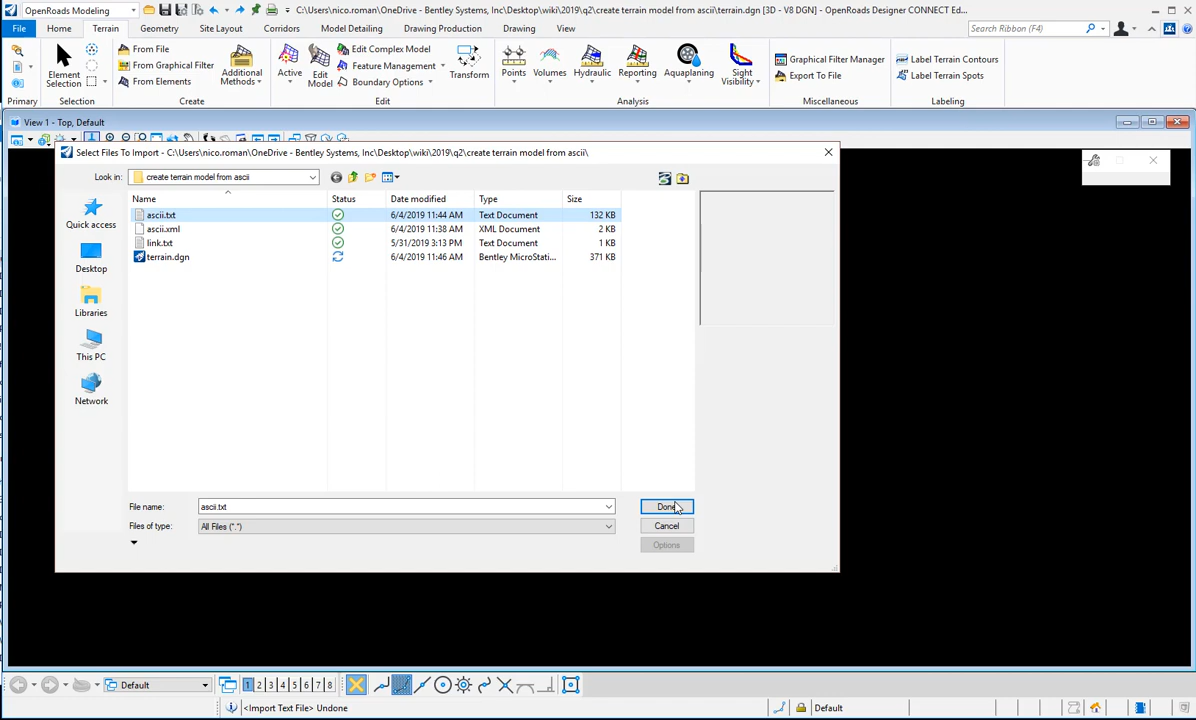 OpenRoads Modeling
C:\Users\nico.roman\OneDrive - Bentley Systems, Inc\Desktop\wiki\2019\q2\create terrain model from ascii\terrain.dgn [3D - V8 DGN] - OpenRoads Designer CONNECT Ed...
File Home Terrain Geometry Site Layout Corridors Model Detailing Drawing Production Drawing View
Search Ribbon (F4)
Element Selection
From File
From Graphical Filter
From Elements
Additional Methods
Active
Edit Model
Edit Complex Model
Feature Management
Boundary Options
Transform
Points
Volumes
Hydraulic
Reporting
Aquaplaning
Sight Visibility
Graphical Filter Manager
Export To File
Label Terrain Contours
Label Terrain Spots
Primary Selection Create Edit Analysis Miscellaneous Labeling
View 1 - Top, Default
Select Files To Import - C:\Users\nico.roman\OneDrive - Bentley Systems, Inc\Desktop\wiki\2019\q2\create terrain model from ascii\
Look in: create terrain model from ascii
Name Status Date modified Type Size
ascii.txt 6/4/2019 11:44 AM Text Document 132 KB
ascii.xml 6/4/2019 11:38 AM XML Document 2 KB
link.txt 5/31/2019 3:13 PM Text Document 1 KB
terrain.dgn 6/4/2019 11:46 AM Bentley MicroStati... 371 KB
Quick access
Desktop
Libraries
This PC
Network
File name: ascii.txt Done
Files of type: All Files (*.*) Cancel
Options
Default 1 2 3 4 5 6 7 8
<Import Text File> Undone Default